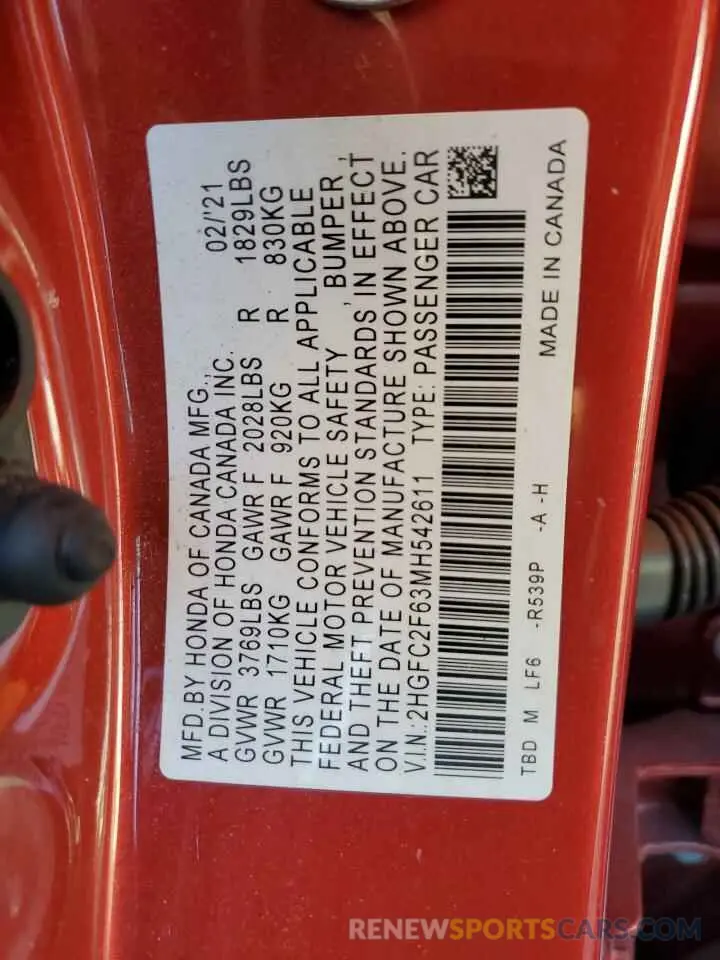 MFD.BY HONDA OF CANADA MFG., 02/'21
A DIVISION OF HONDA CANADA INC.
GVWR 3769LBS GAWR F 2028LBS R 1829LBS
GVWR 1710KG GAWR F 920KG R 830KG
THIS VEHICLE CONFORMS TO ALL APPLICABLE
FEDERAL MOTOR VEHICLE SAFETY , BUMPER ,
AND THEFT PREVENTION STANDARDS IN EFFECT
ON THE DATE OF MANUFACTURE SHOWN ABOVE.
V.I.N.:2HGFC2F63MH542611 TYPE: PASSENGER CAR
TBD M LF6 -R539P -A -H MADE IN CANADA
RENEWSPORTSCARS.COM